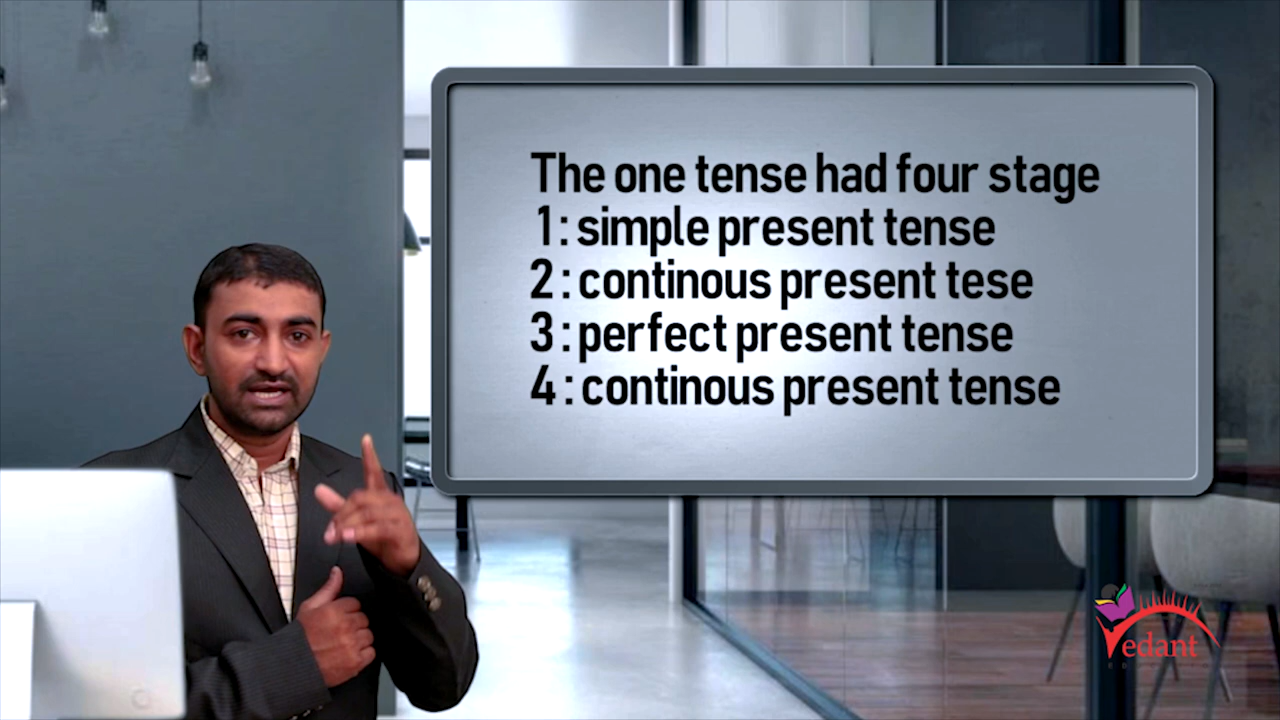 The one tense had four stage
1 : simple present tense
2 : continous present tese
3 : perfect present tense
4 : continous present tense
Vedant